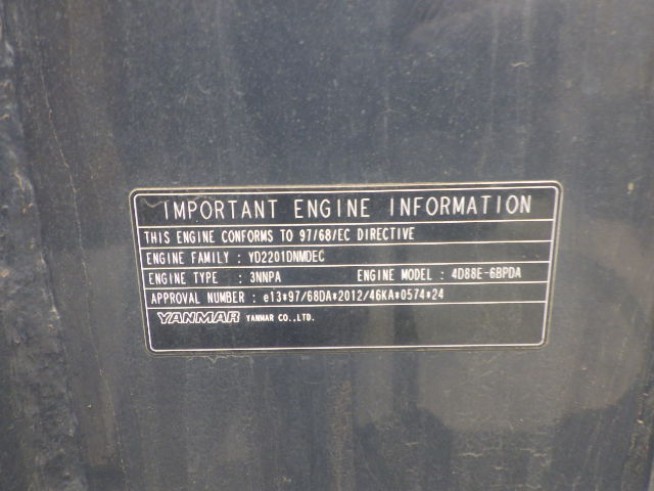 IMPORTANT ENGINE INFORMATION
THIS ENGINE CONFORMS TO 97/68/EC DIRECTIVE
ENGINE FAMILY : YD2201DNMDEC
ENGINE TYPE : 3NNPA ENGINE MODEL : 4D88E-6BPDA
APPROVAL NUMBER : e13*97/68DA*2012/46KA*0574*24
YANMAR YANMAR CO.,LTD.